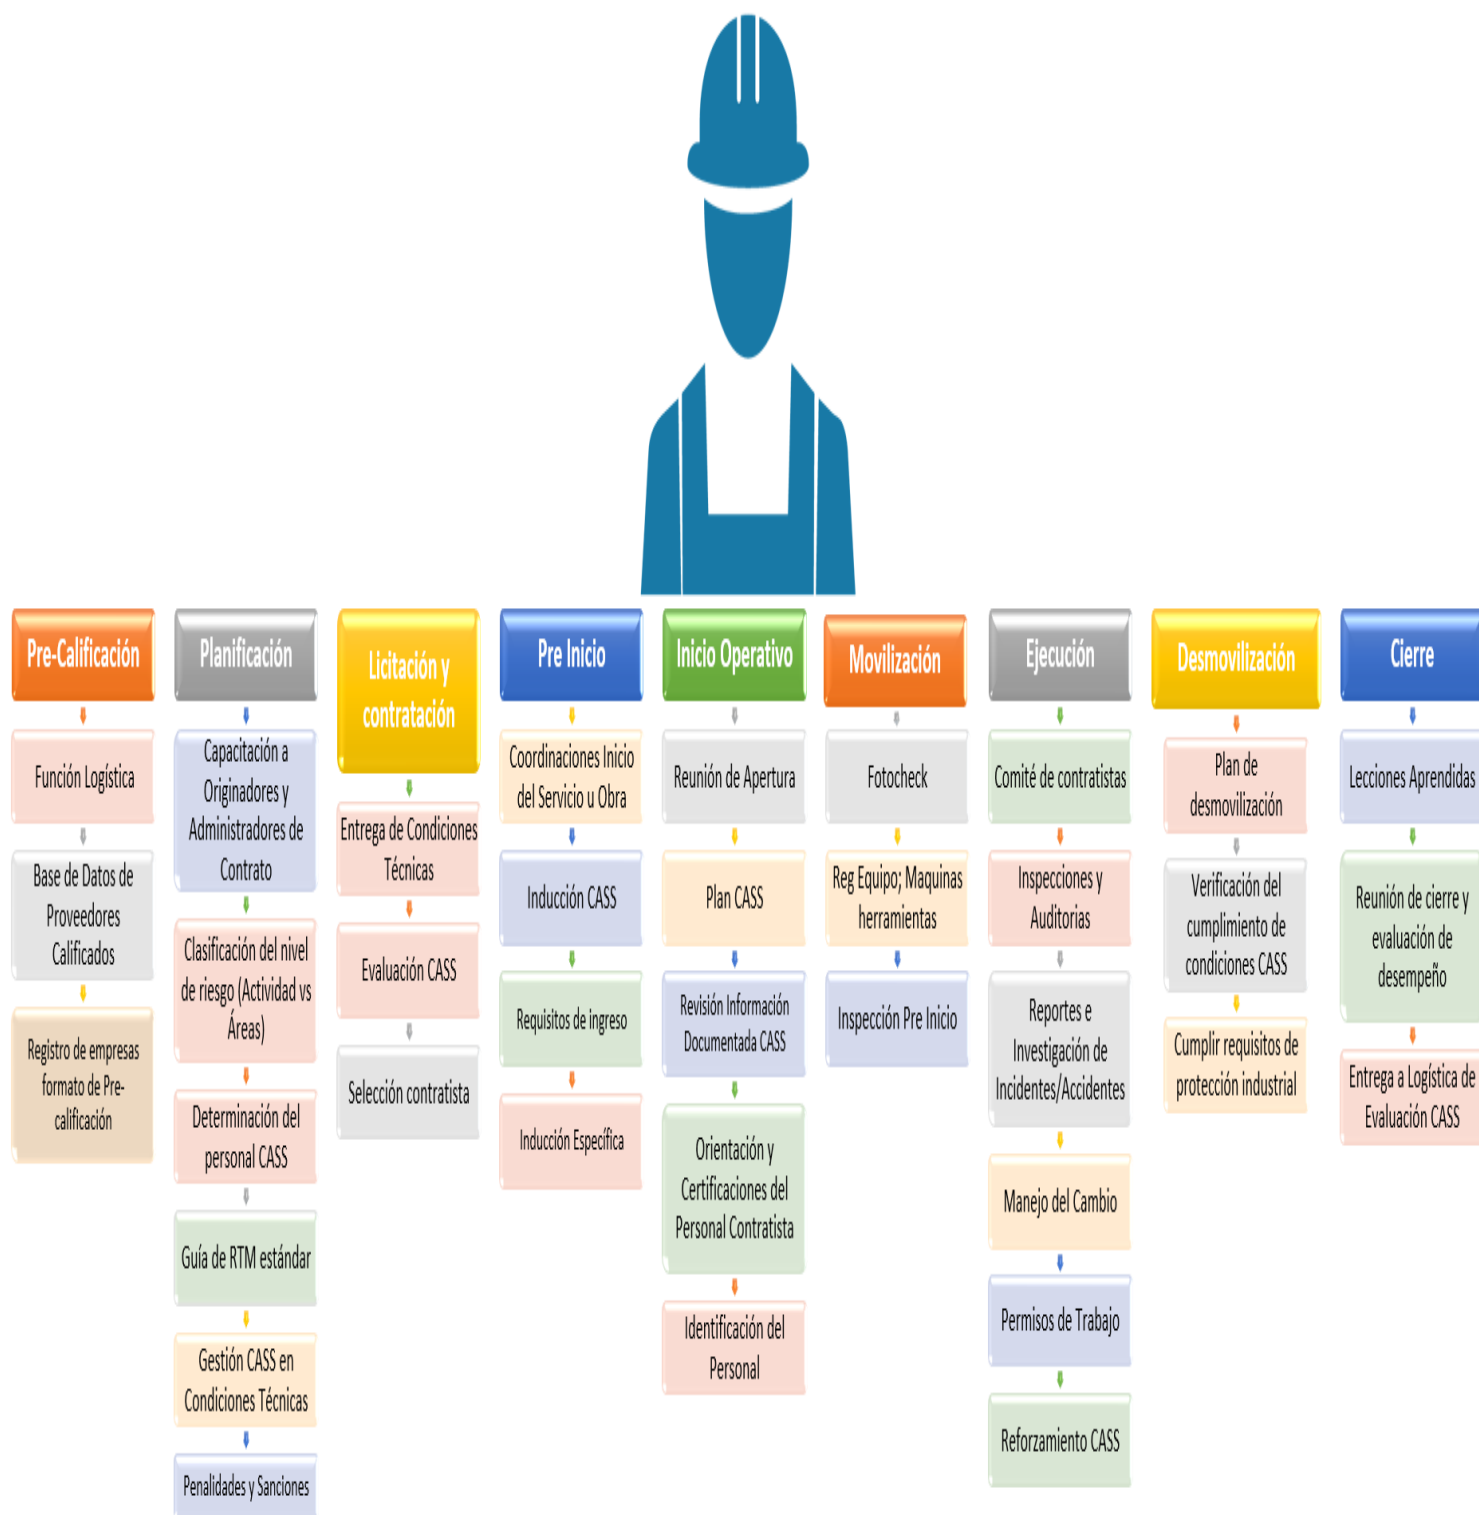 Pre-Calificación
Función Logística
Base de Datos de
Proveedores
Calificados
Registro de empresas
formato de Pre-
calificación
Planificación
Capacitación a
Originadores y
Administradores de
Contrato
Clasificación del nivel
de riesgo (Actividad vs
Áreas)
Determinación del
personal CASS
Guía de RTM estándar
Gestión CASS en
Condiciones Técnicas
Penalidades y Sanciones
Licitación y
contratación
Entrega de Condiciones
Técnicas
Evaluación CASS
Selección contratista
Pre Inicio
Coordinaciones Inicio
del Servicio u Obra
Inducción CASS
Requisitos de ingreso
Inducción Específica
Inicio Operativo
Reunión de Apertura
Plan CASS
Revisión Información
Documentada CASS
Orientación y
Certificaciones del
Personal Contratista
Identificación del
Personal
Movilización
Fotocheck
Reg Equipo; Maquinas
herramientas
Inspección Pre Inicio
Ejecución
Comité de contratistas
Inspecciones y
Auditorias
Reportes e
Investigación de
Incidentes/Accidentes
Manejo del Cambio
Permisos de Trabajo
Reforzamiento CASS
Desmovilización
Plan de
desmovilización
Verificación del
cumplimiento de
condiciones CASS
Cumplir requisitos de
protección industrial
Cierre
Lecciones Aprendidas
Reunión de cierre y
evaluación de
desempeño
Entrega a Logística de
Evaluación CASS